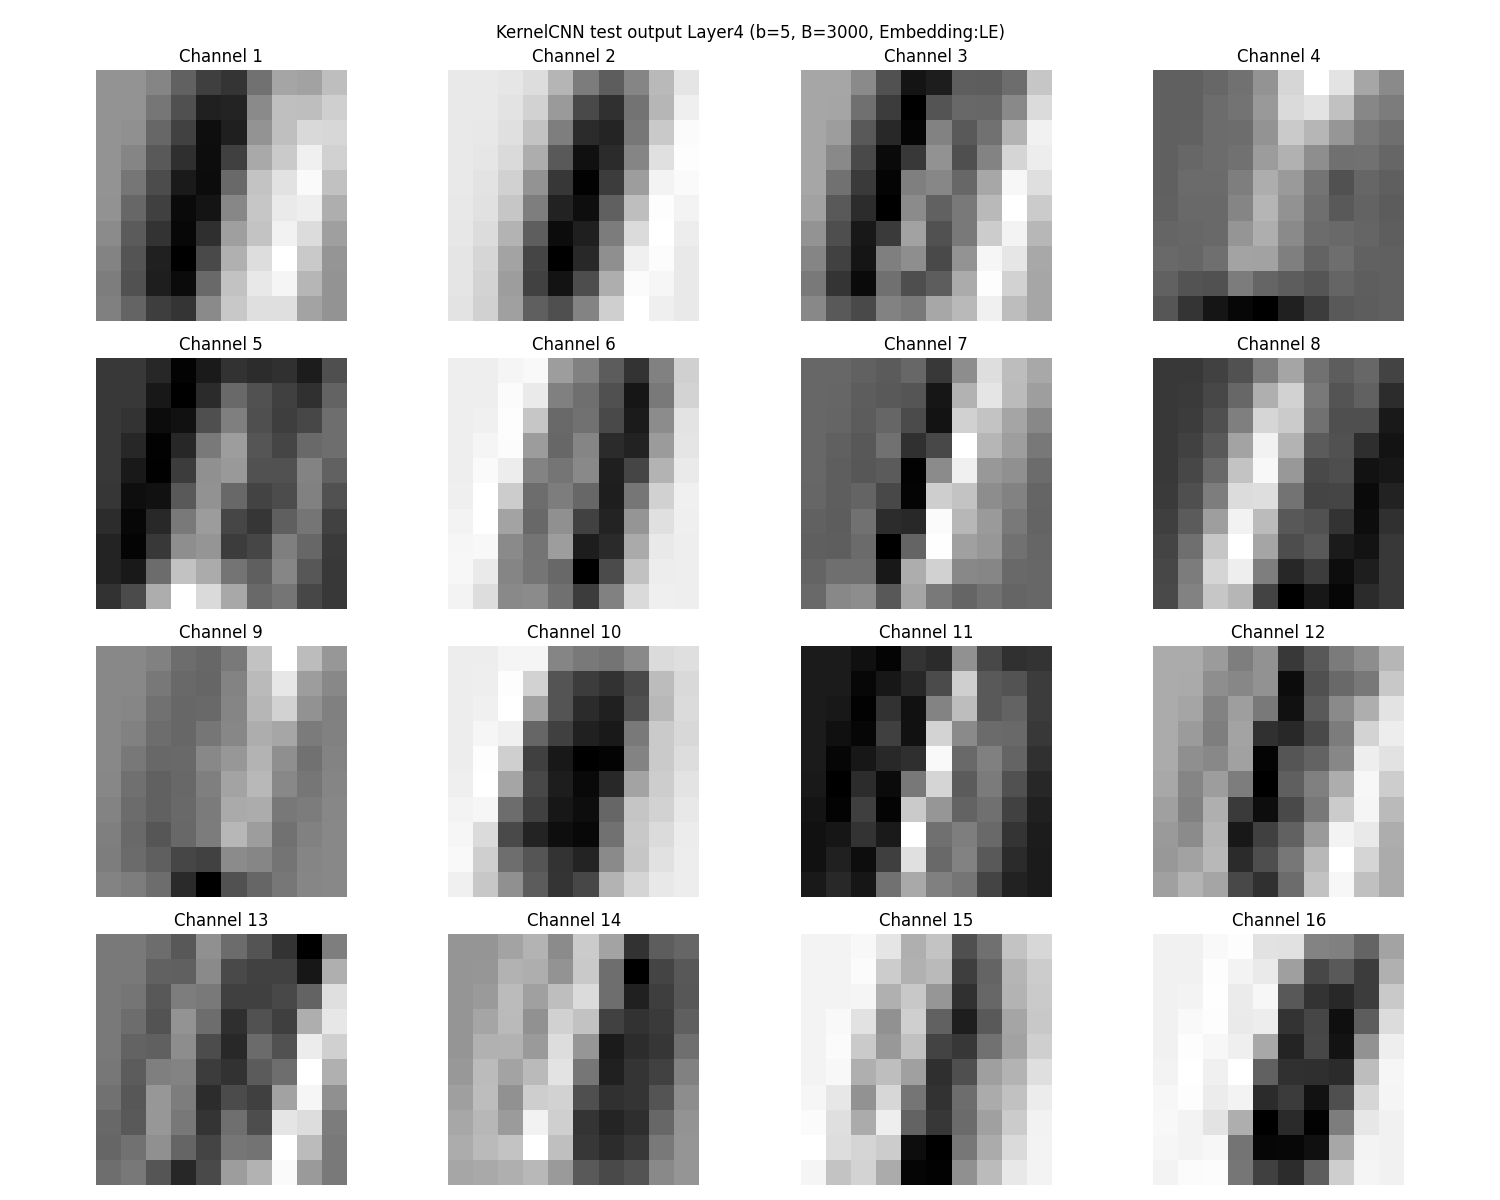 KernelCNN test output Layer4 (b=5, B=3000, Embedding:LE)
Channel 1 Channel 2 Channel 3 Channel 4
Channel 5 Channel 6 Channel 7 Channel 8
Channel 9 Channel 10 Channel 11 Channel 12
Channel 13 Channel 14 Channel 15 Channel 16